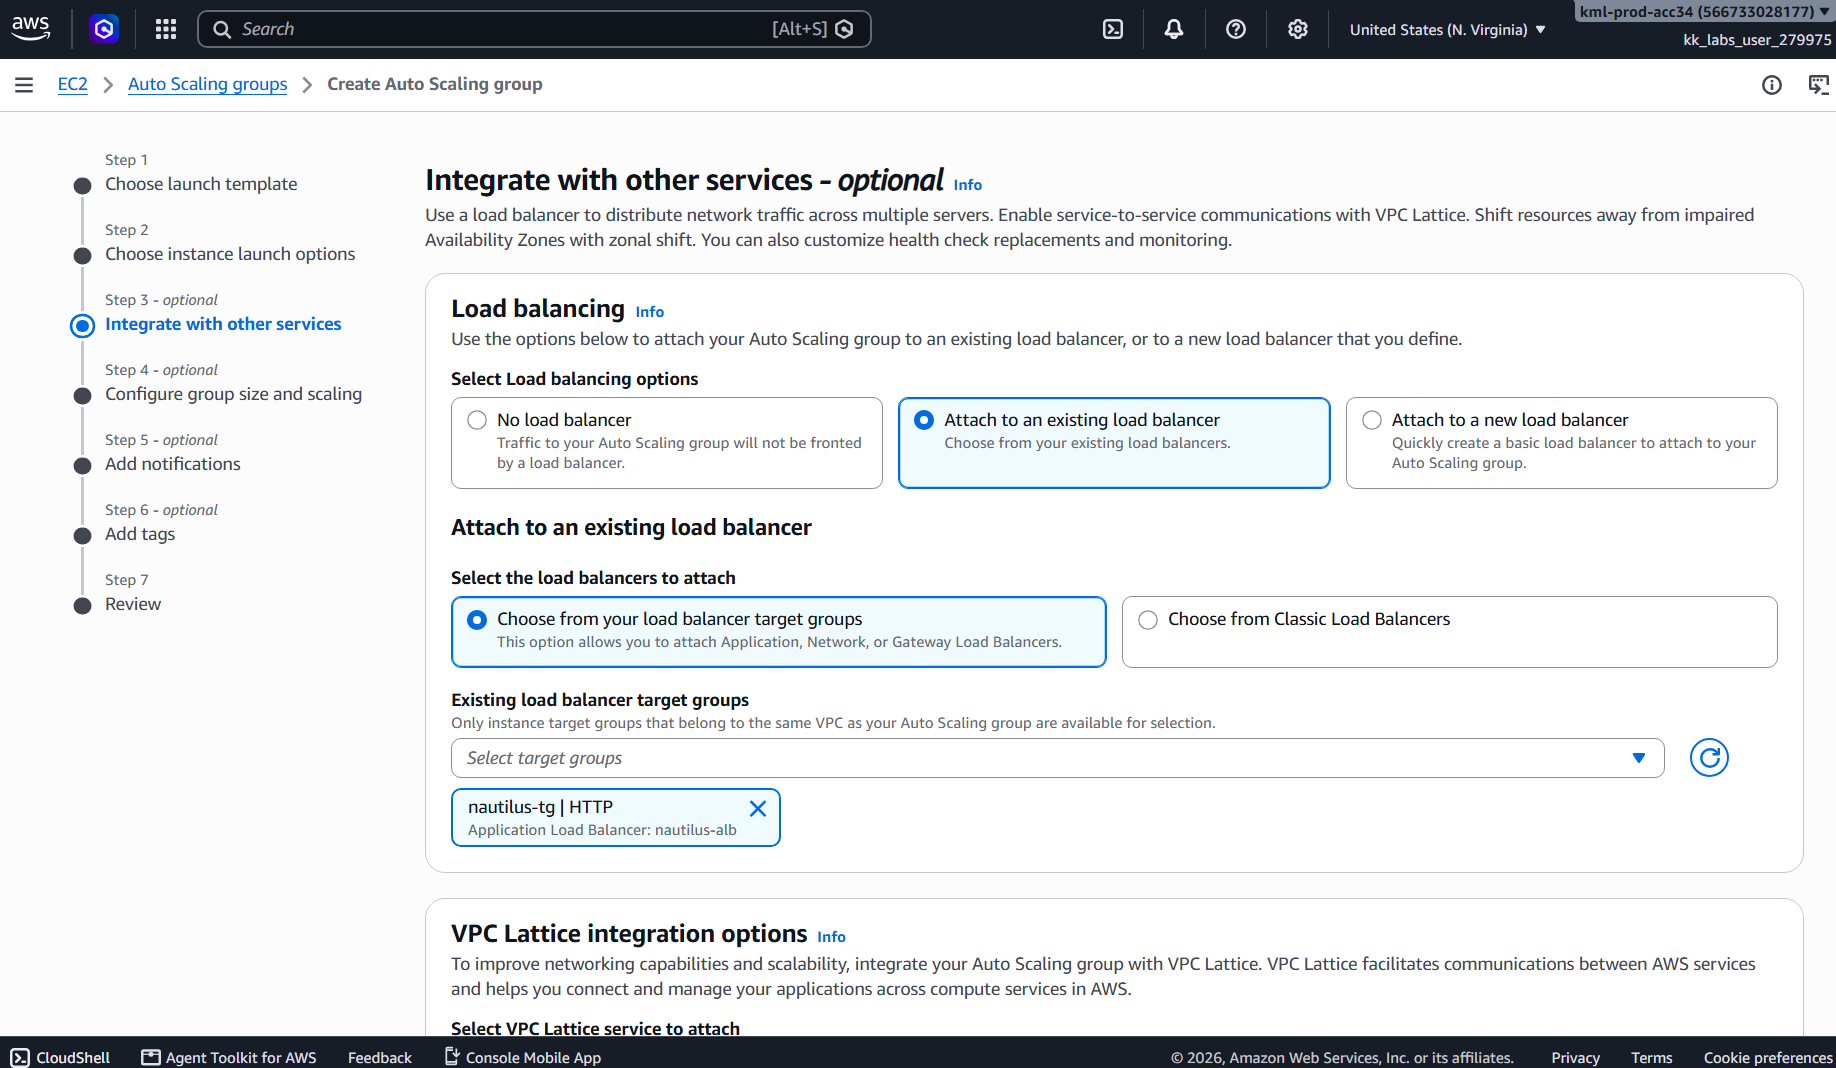 aws
Search
[Alt+S]
United States (N. Virginia)
kml-prod-acc34 (566733028177)
kk_labs_user_279975
EC2
Auto Scaling groups
Create Auto Scaling group
Step 1
Choose launch template
Step 2
Choose instance launch options
Step 3 - optional
Integrate with other services
Step 4 - optional
Configure group size and scaling
Step 5 - optional
Add notifications
Step 6 - optional
Add tags
Step 7
Review
Integrate with other services - optional Info
Use a load balancer to distribute network traffic across multiple servers. Enable service-to-service communications with VPC Lattice. Shift resources away from impaired
Availability Zones with zonal shift. You can also customize health check replacements and monitoring.
Load balancing Info
Use the options below to attach your Auto Scaling group to an existing load balancer, or to a new load balancer that you define.
Select Load balancing options
No load balancer
Traffic to your Auto Scaling group will not be fronted
by a load balancer.
Attach to an existing load balancer
Choose from your existing load balancers.
Attach to a new load balancer
Quickly create a basic load balancer to attach to your
Auto Scaling group.
Attach to an existing load balancer
Select the load balancers to attach
Choose from your load balancer target groups
This option allows you to attach Application, Network, or Gateway Load Balancers.
Choose from Classic Load Balancers
Existing load balancer target groups
Only instance target groups that belong to the same VPC as your Auto Scaling group are available for selection.
Select target groups
nautilus-tg | HTTP
Application Load Balancer: nautilus-alb
VPC Lattice integration options Info
To improve networking capabilities and scalability, integrate your Auto Scaling group with VPC Lattice. VPC Lattice facilitates communications between AWS services
and helps you connect and manage your applications across compute services in AWS.
Select VPC Lattice service to attach
CloudShell
Agent Toolkit for AWS
Feedback
Console Mobile App
© 2026, Amazon Web Services, Inc. or its affiliates.
Privacy
Terms
Cookie preferences